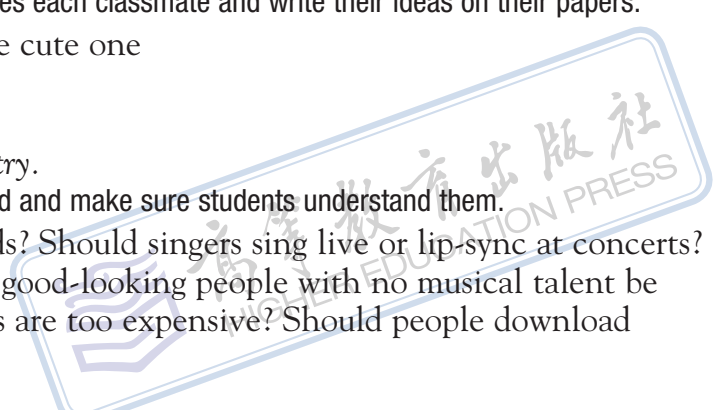 es each classmate and write their ideas on their papers.
e cute one
try.
d and make sure students understand them.
ds? Should singers sing live or lip-sync at concerts?
good-looking people with no musical talent be
s are too expensive? Should people download
高等教育出版社
HIGHER EDUCATION PRESS